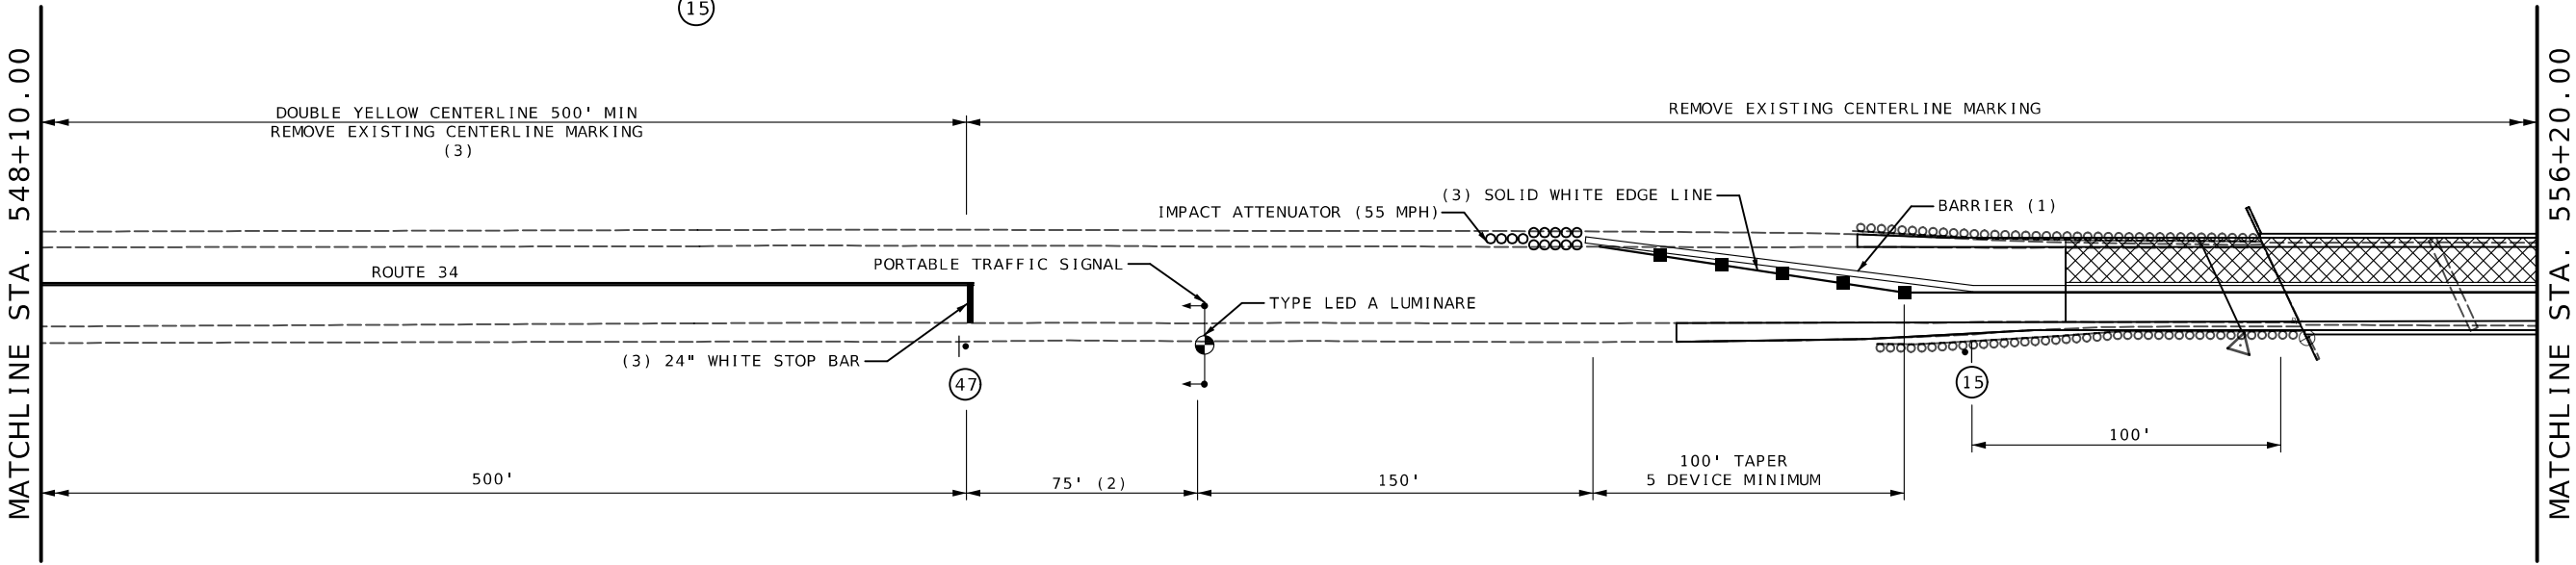 15
MATCHLINE STA. 548+10.00
DOUBLE YELLOW CENTERLINE 500' MIN
REMOVE EXISTING CENTERLINE MARKING
(3)
REMOVE EXISTING CENTERLINE MARKING
MATCHLINE STA. 556+20.00
(3) SOLID WHITE EDGE LINE
IMPACT ATTENUATOR (55 MPH)
BARRIER (1)
ROUTE 34
PORTABLE TRAFFIC SIGNAL
TYPE LED A LUMINARE
(3) 24" WHITE STOP BAR
47
15
100'
500'
75' (2)
150'
100' TAPER
5 DEVICE MINIMUM